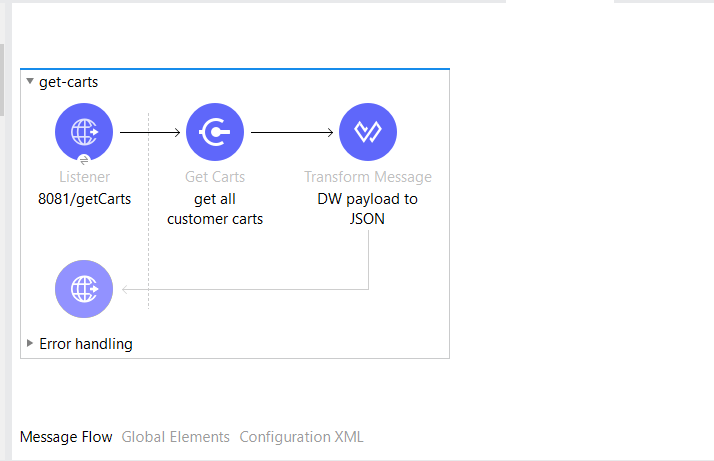 get-carts
Listener
Get Carts
Transform Message
8081/getCarts
get all
customer carts
DW payload to
JSON
Error handling
Message Flow
Global Elements
Configuration XML